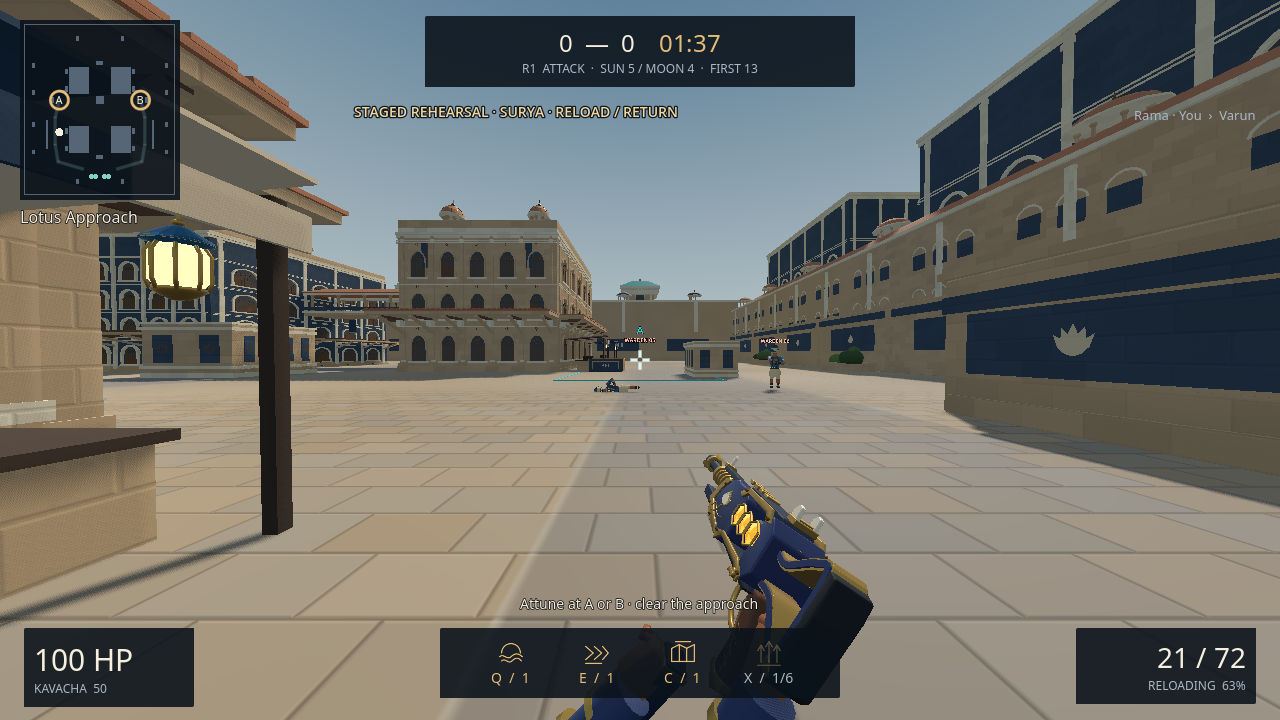 0 — 0 01:37
R1 ATTACK · SUN 5 / MOON 4 · FIRST 13
STAGED REHEARSAL · SURYA · RELOAD / RETURN
Rama · You › Varun
A
B
Lotus Approach
Attune at A or B · clear the approach
100 HP
KAVACHA 50
Q / 1
E / 1
C / 1
X / 1/6
21 / 72
RELOADING 63%